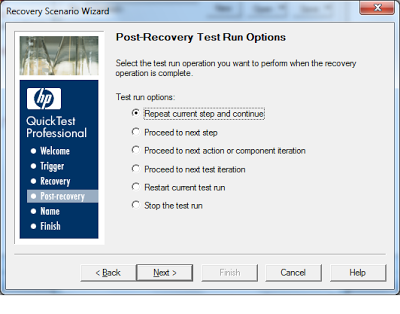 Recovery Scenario Wizard
Post-Recovery Test Run Options
Select the test run operation you want to perform when the recovery
operation is complete.
Test run options:
Repeat current step and continue
Proceed to next step
Proceed to next action or component iteration
Proceed to next test iteration
Restart current test run
Stop the test run
hp
QuickTest
Professional
Welcome
Trigger
Recovery
Post-recovery
Name
Finish
< Back
Next >
Finish
Cancel
Help